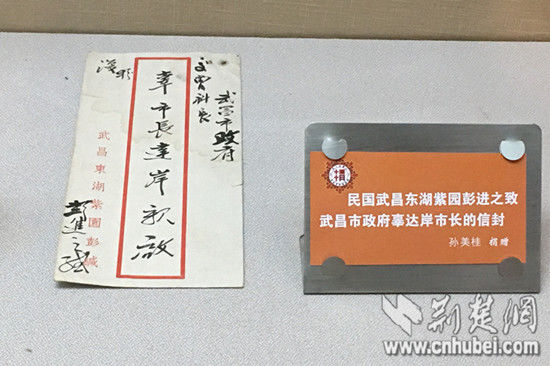 武昌市政府
辜市長達岸親啟
武昌東湖紫園彭緘
彭進之緘
民国武昌东湖紫园彭进之致
武昌市政府辜达岸市长的信封
孙美桂 捐赠
荆楚網
www.cnhubei.com